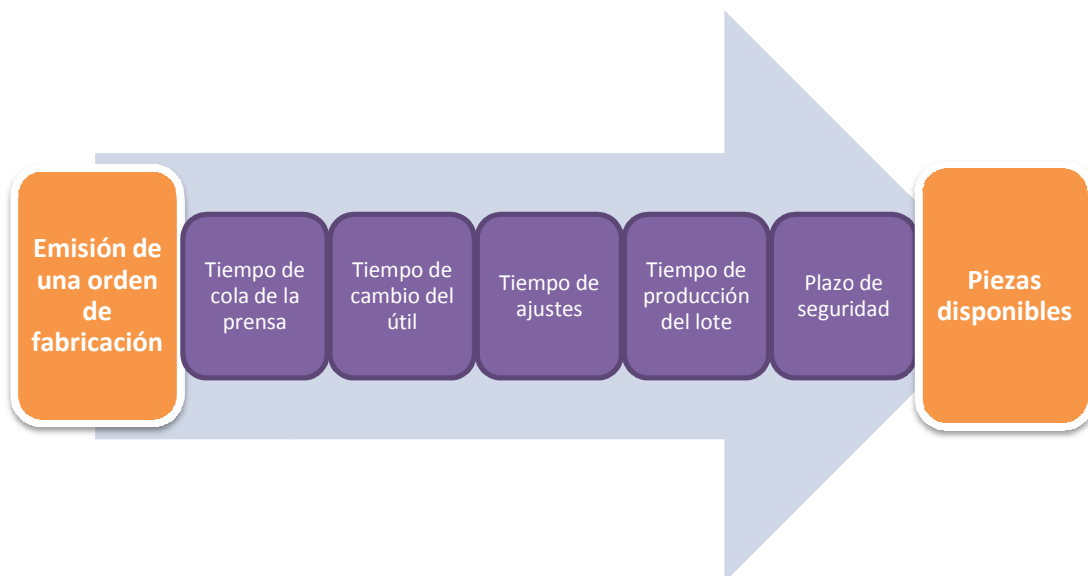 Emisión de
una orden
de
fabricación
Tiempo de
cola de la
prensa
Tiempo de
cambio del
útil
Tiempo de
ajustes
Tiempo de
producción
del lote
Plazo de
seguridad
Piezas
disponibles